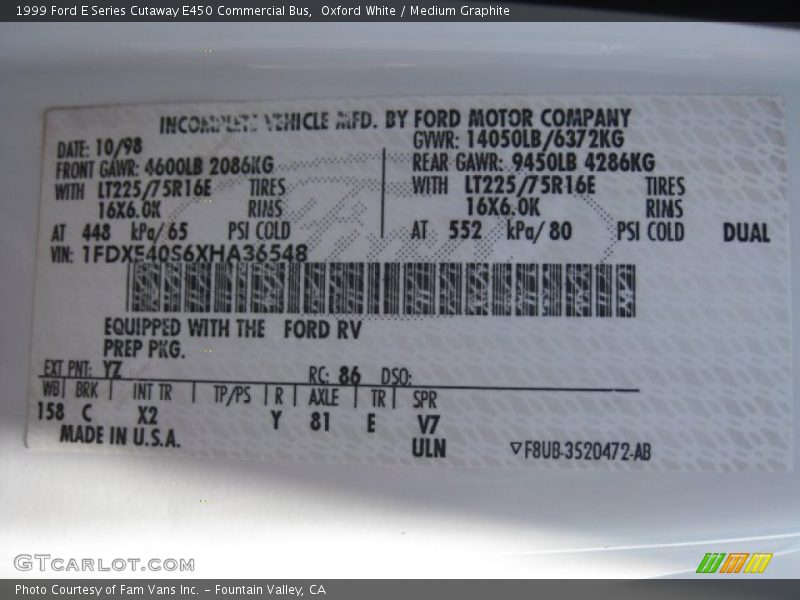 1999 Ford E Series Cutaway E450 Commercial Bus,  Oxford White / Medium Graphite
INCOMPLETE VEHICLE MFD. BY FORD MOTOR COMPANY
DATE: 10/98 GVWR: 14050LB/6372KG
FRONT GAWR: 4600LB 2086KG REAR GAWR: 9450LB 4286KG
WITH LT225/75R16E TIRES WITH LT225/75R16E TIRES
16X6.0K RIMS 16X6.0K RIMS
AT 448 kPa/65 PSI COLD AT 552 kPa/80 PSI COLD DUAL
VIN: 1FDXE40S6XHA36548
EQUIPPED WITH THE FORD RV
PREP PKG.
EXT PNT: YZ RC: 86 DSO:
WB BRK INT TR TP/PS R AXLE TR SPR
158 C X2 Y 81 E V7
MADE IN U.S.A. ULN ▽F8UB-3520472-AB
GTCARLOT.COM
Photo Courtesy of Fam Vans Inc. – Fountain Valley, CA